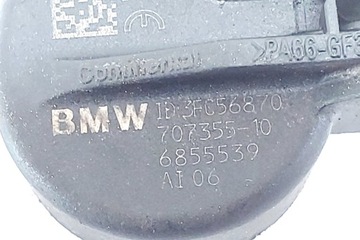 Continental
>PA66-GF3
BMW ID:3FC56870
707355-10
6855539
AI 06